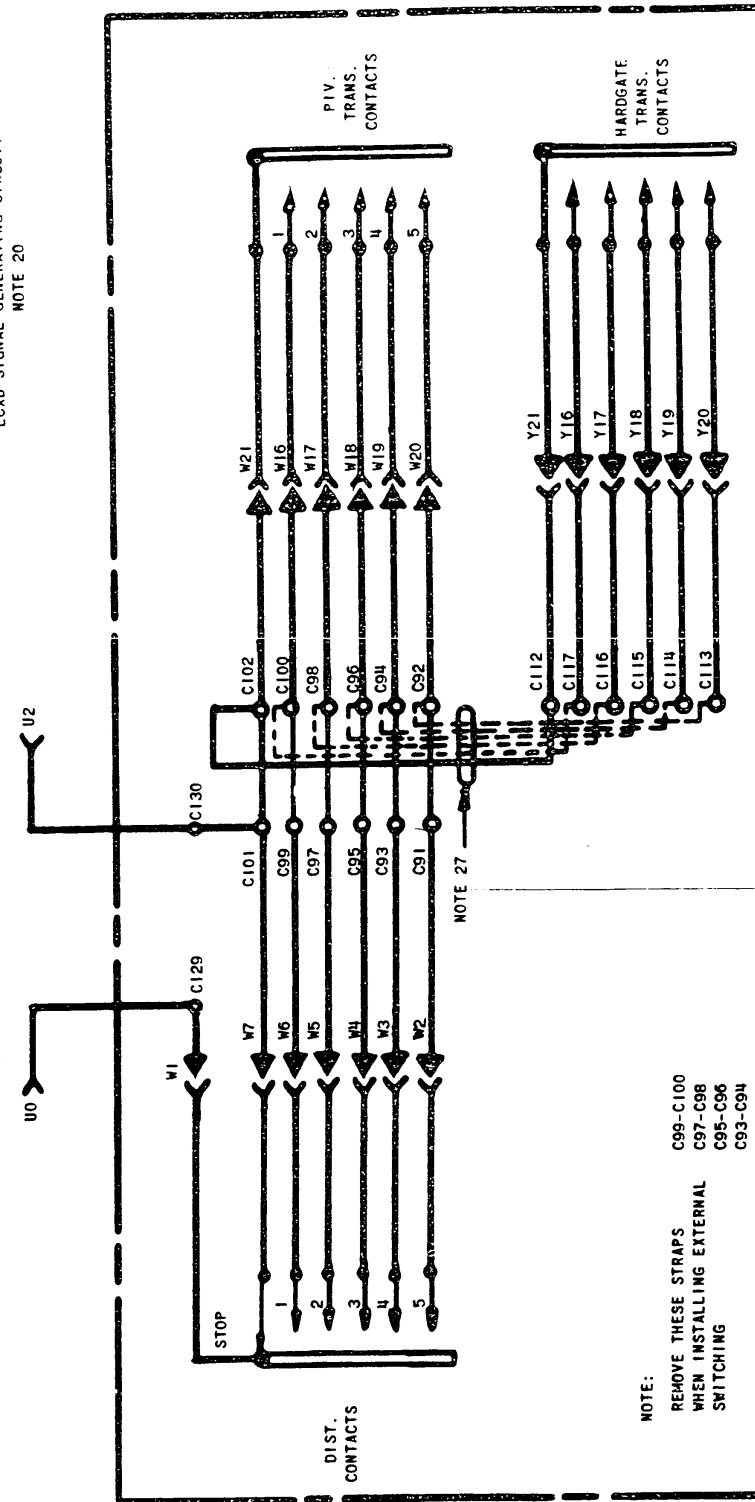 NOTE 20
PIV.
TRANS.
CONTACTS
HARDGATE
TRANS.
CONTACTS
1
2
3
4
5
W21
W16
W17
W18
W19
W20
Y21
Y16
Y17
Y18
Y19
Y20
U2
C130
C102
C100
C98
C96
C94
C92
C112
C117
C116
C115
C114
C113
C101
C99
C97
C95
C93
C91
NOTE 27
U0
C129
W1
W7
W6
W5
W4
W3
W2
STOP
1
2
3
4
5
DIST.
CONTACTS
NOTE:
REMOVE THESE STRAPS
WHEN INSTALLING EXTERNAL
SWITCHING
C99-C100
C97-C98
C95-C96
C93-C94